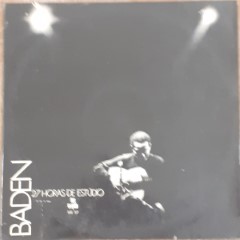 BADEN
27 HORAS DE ESTÚDIO